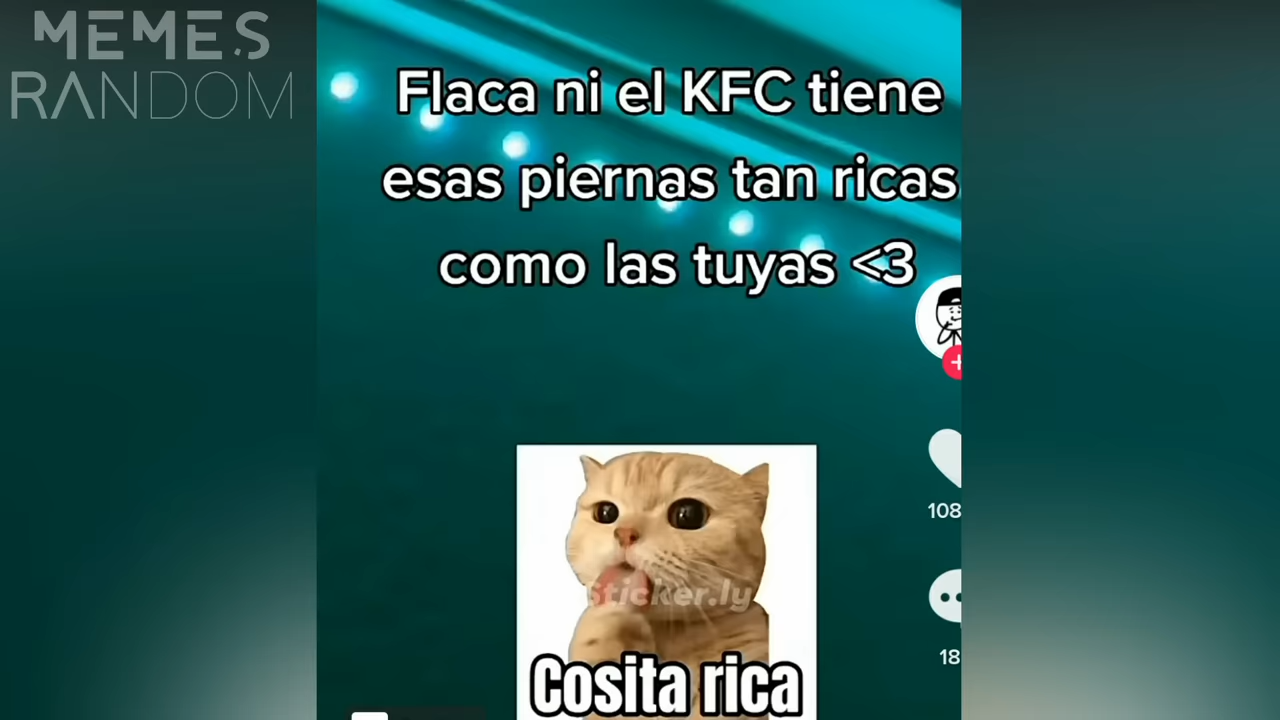 MEMES
RANDOM
Flaca ni el KFC tiene
esas piernas tan ricas
como las tuyas <3
108
18
Sticker.ly
Cosita rica